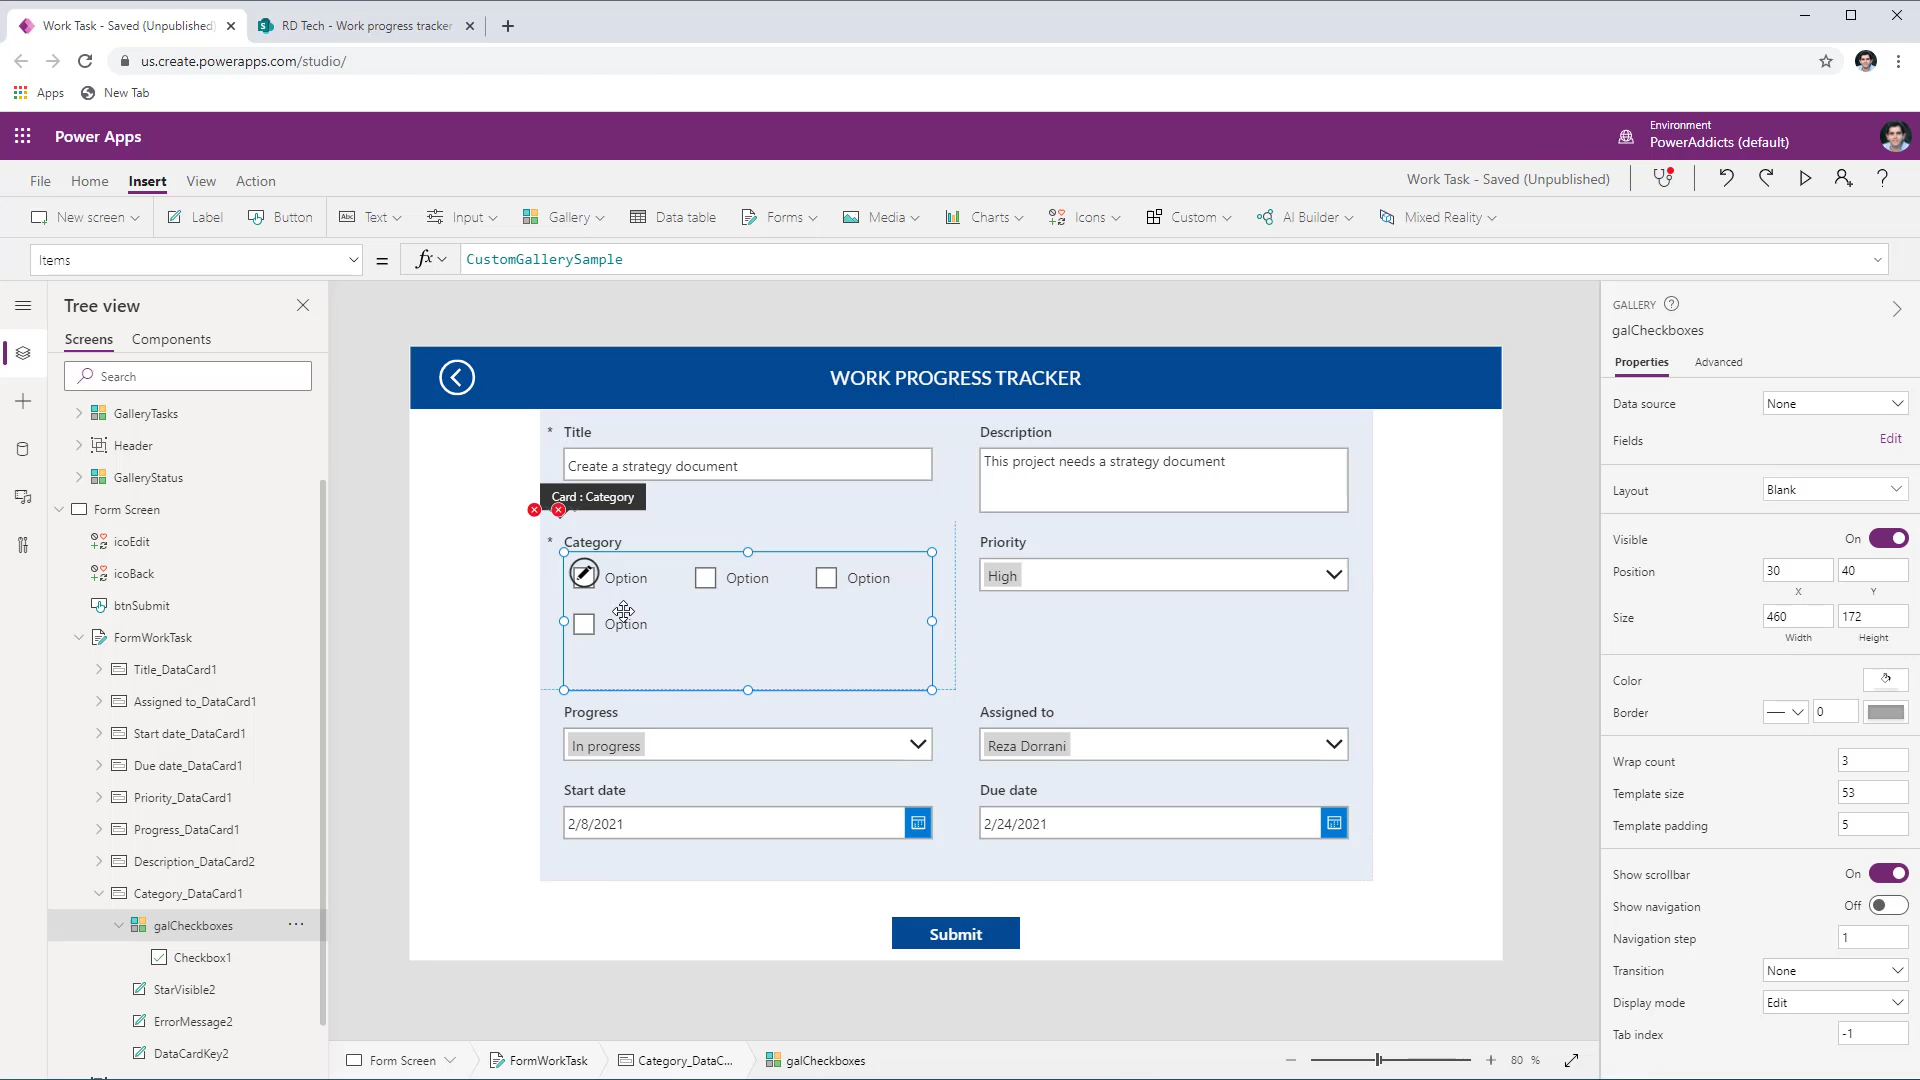 Work Task - Saved (Unpublished)
RD Tech - Work progress tracker
us.create.powerapps.com/studio/
Apps
New Tab
Power Apps
Environment
PowerAddicts (default)
File
Home
Insert
View
Action
Work Task - Saved (Unpublished)
New screen
Label
Button
Text
Input
Gallery
Data table
Forms
Media
Charts
Icons
Custom
AI Builder
Mixed Reality
Items
=
fx
CustomGallerySample
Tree view
Screens
Components
Search
GalleryTasks
Header
GalleryStatus
Form Screen
icoEdit
icoBack
btnSubmit
FormWorkTask
Title_DataCard1
Assigned to_DataCard1
Start date_DataCard1
Due date_DataCard1
Priority_DataCard1
Progress_DataCard1
Description_DataCard2
Category_DataCard1
galCheckboxes
Checkbox1
StarVisible2
ErrorMessage2
DataCardKey2
WORK PROGRESS TRACKER
* Title
Create a strategy document
Description
This project needs a strategy document
Card : Category
* Category
Option
Option
Option
Option
Priority
High
Progress
In progress
Assigned to
Reza Dorrani
Start date
2/8/2021
Due date
2/24/2021
Submit
Form Screen
FormWorkTask
Category_DataC...
galCheckboxes
80 %
GALLERY
galCheckboxes
Properties
Advanced
Data source
None
Fields
Edit
Layout
Blank
Visible
On
Position
30
40
X
Y
Size
460
172
Width
Height
Color
Border
0
Wrap count
3
Template size
53
Template padding
5
Show scrollbar
On
Show navigation
Off
Navigation step
1
Transition
None
Display mode
Edit
Tab index
-1